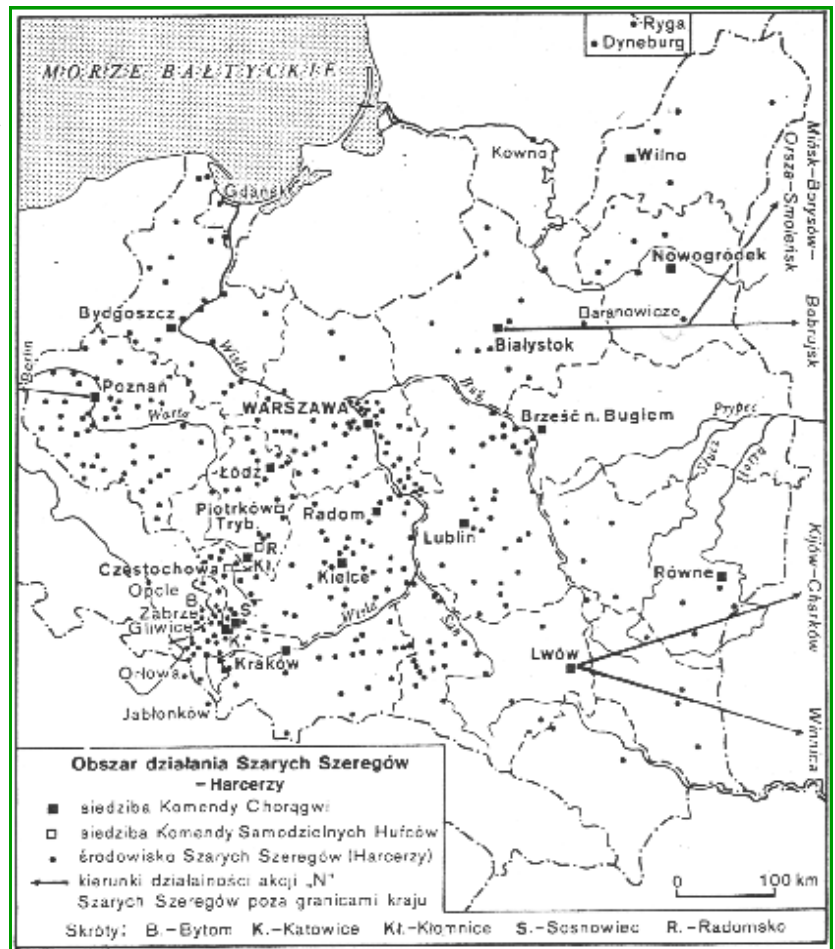 Ryga
Dyneburg
MORZE BAŁTYCKIE
Mińsk-Borysów-
Orsza-Smoleńsk
Kowno
Wilno
Gdańsk
Nowogródek
Baranowicze
Bydgoszcz
Białystok
Bobrujsk
Wisła
Berlin
Poznań
Warta
WARSZAWA
Bug
Brześć n. Bugiem
Prypeć
Słucz
Horyń
Łódź
Piotrków
Tryb.
Radom
Lublin
R.
Kł.
Częstochowa
Kielce
Równe
Kijów-Charków
Opole
B.
Zabrze
S.
Gliwice
K.
Wisła
San
Orłowa
Kraków
Lwów
Jabłonków
Winnica
Obszar działania Szarych Szeregów
- Harcerzy
siedziba Komendy Chorągwi
siedziba Komendy Samodzielnych Hufców
środowisko Szarych Szeregów (Harcerzy)
kierunki działalności akcji „N"
Szarych Szeregów poza granicami kraju
0 100 km
Skróty: B.-Bytom K.-Katowice Kł.-Kłomnice S.-Sosnowiec R.-Radomsko